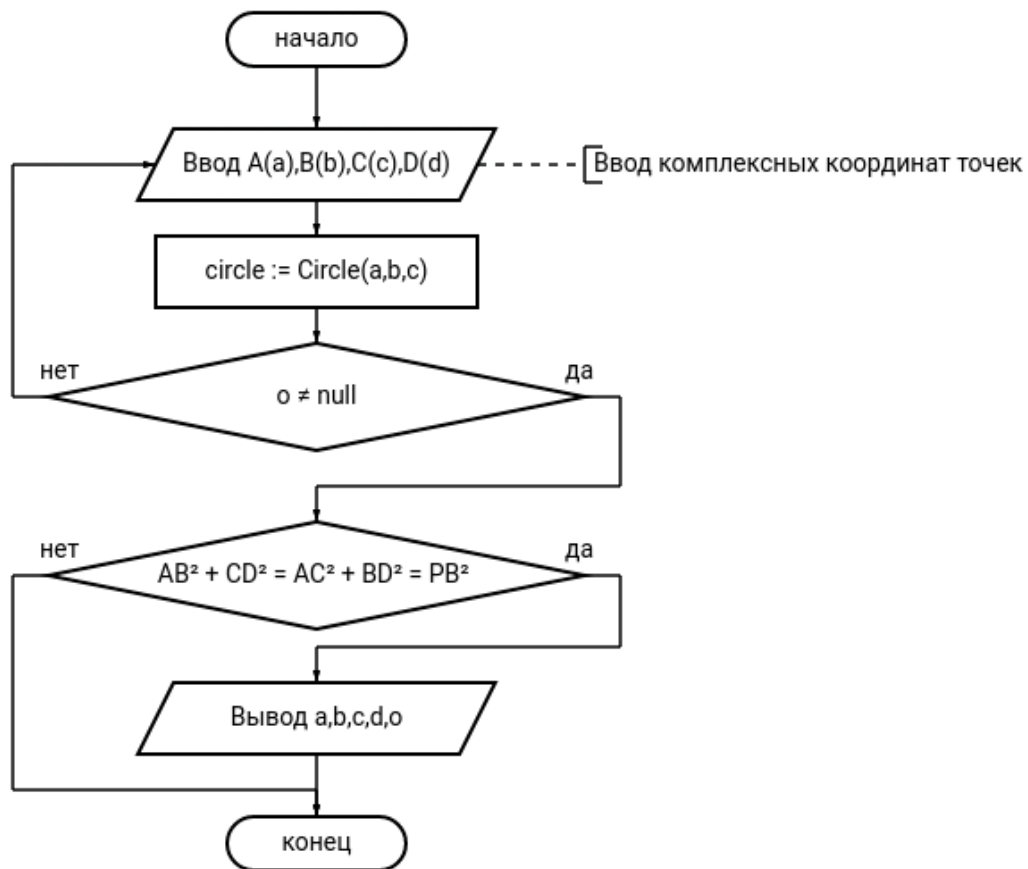 начало
Ввод A(a),B(b),C(c),D(d)
Ввод комплексных координат точек
circle := Circle(a,b,c)
нет
да
o ≠ null
нет
да
AB² + CD² = AC² + BD² = PB²
Вывод a,b,c,d,o
конец